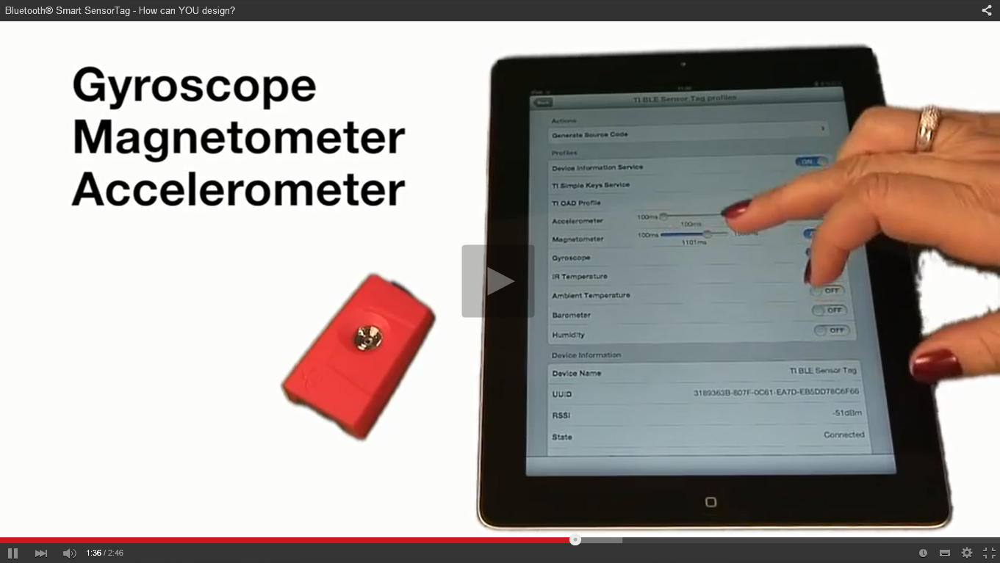 Bluetooth® Smart SensorTag - How can YOU design?
Gyroscope
Magnetometer
Accelerometer
11:30
TI BLE Sensor Tag profiles
Back
Actions
Generate Source Code
Profiles
Device Information Service
ON
TI Simple Keys Service
TI OAD Profile
Accelerometer
100ms
100ms
Magnetometer
100ms
1101ms
Gyroscope
IR Temperature
Ambient Temperature
OFF
Barometer
OFF
Humidity
OFF
Device Information
Device Name
TI BLE Sensor Tag
UUID
3189363B-807F-0C61-EA7D-EB5DD78C6F66
RSSI
-51dBm
State
Connected
1:36 / 2:46